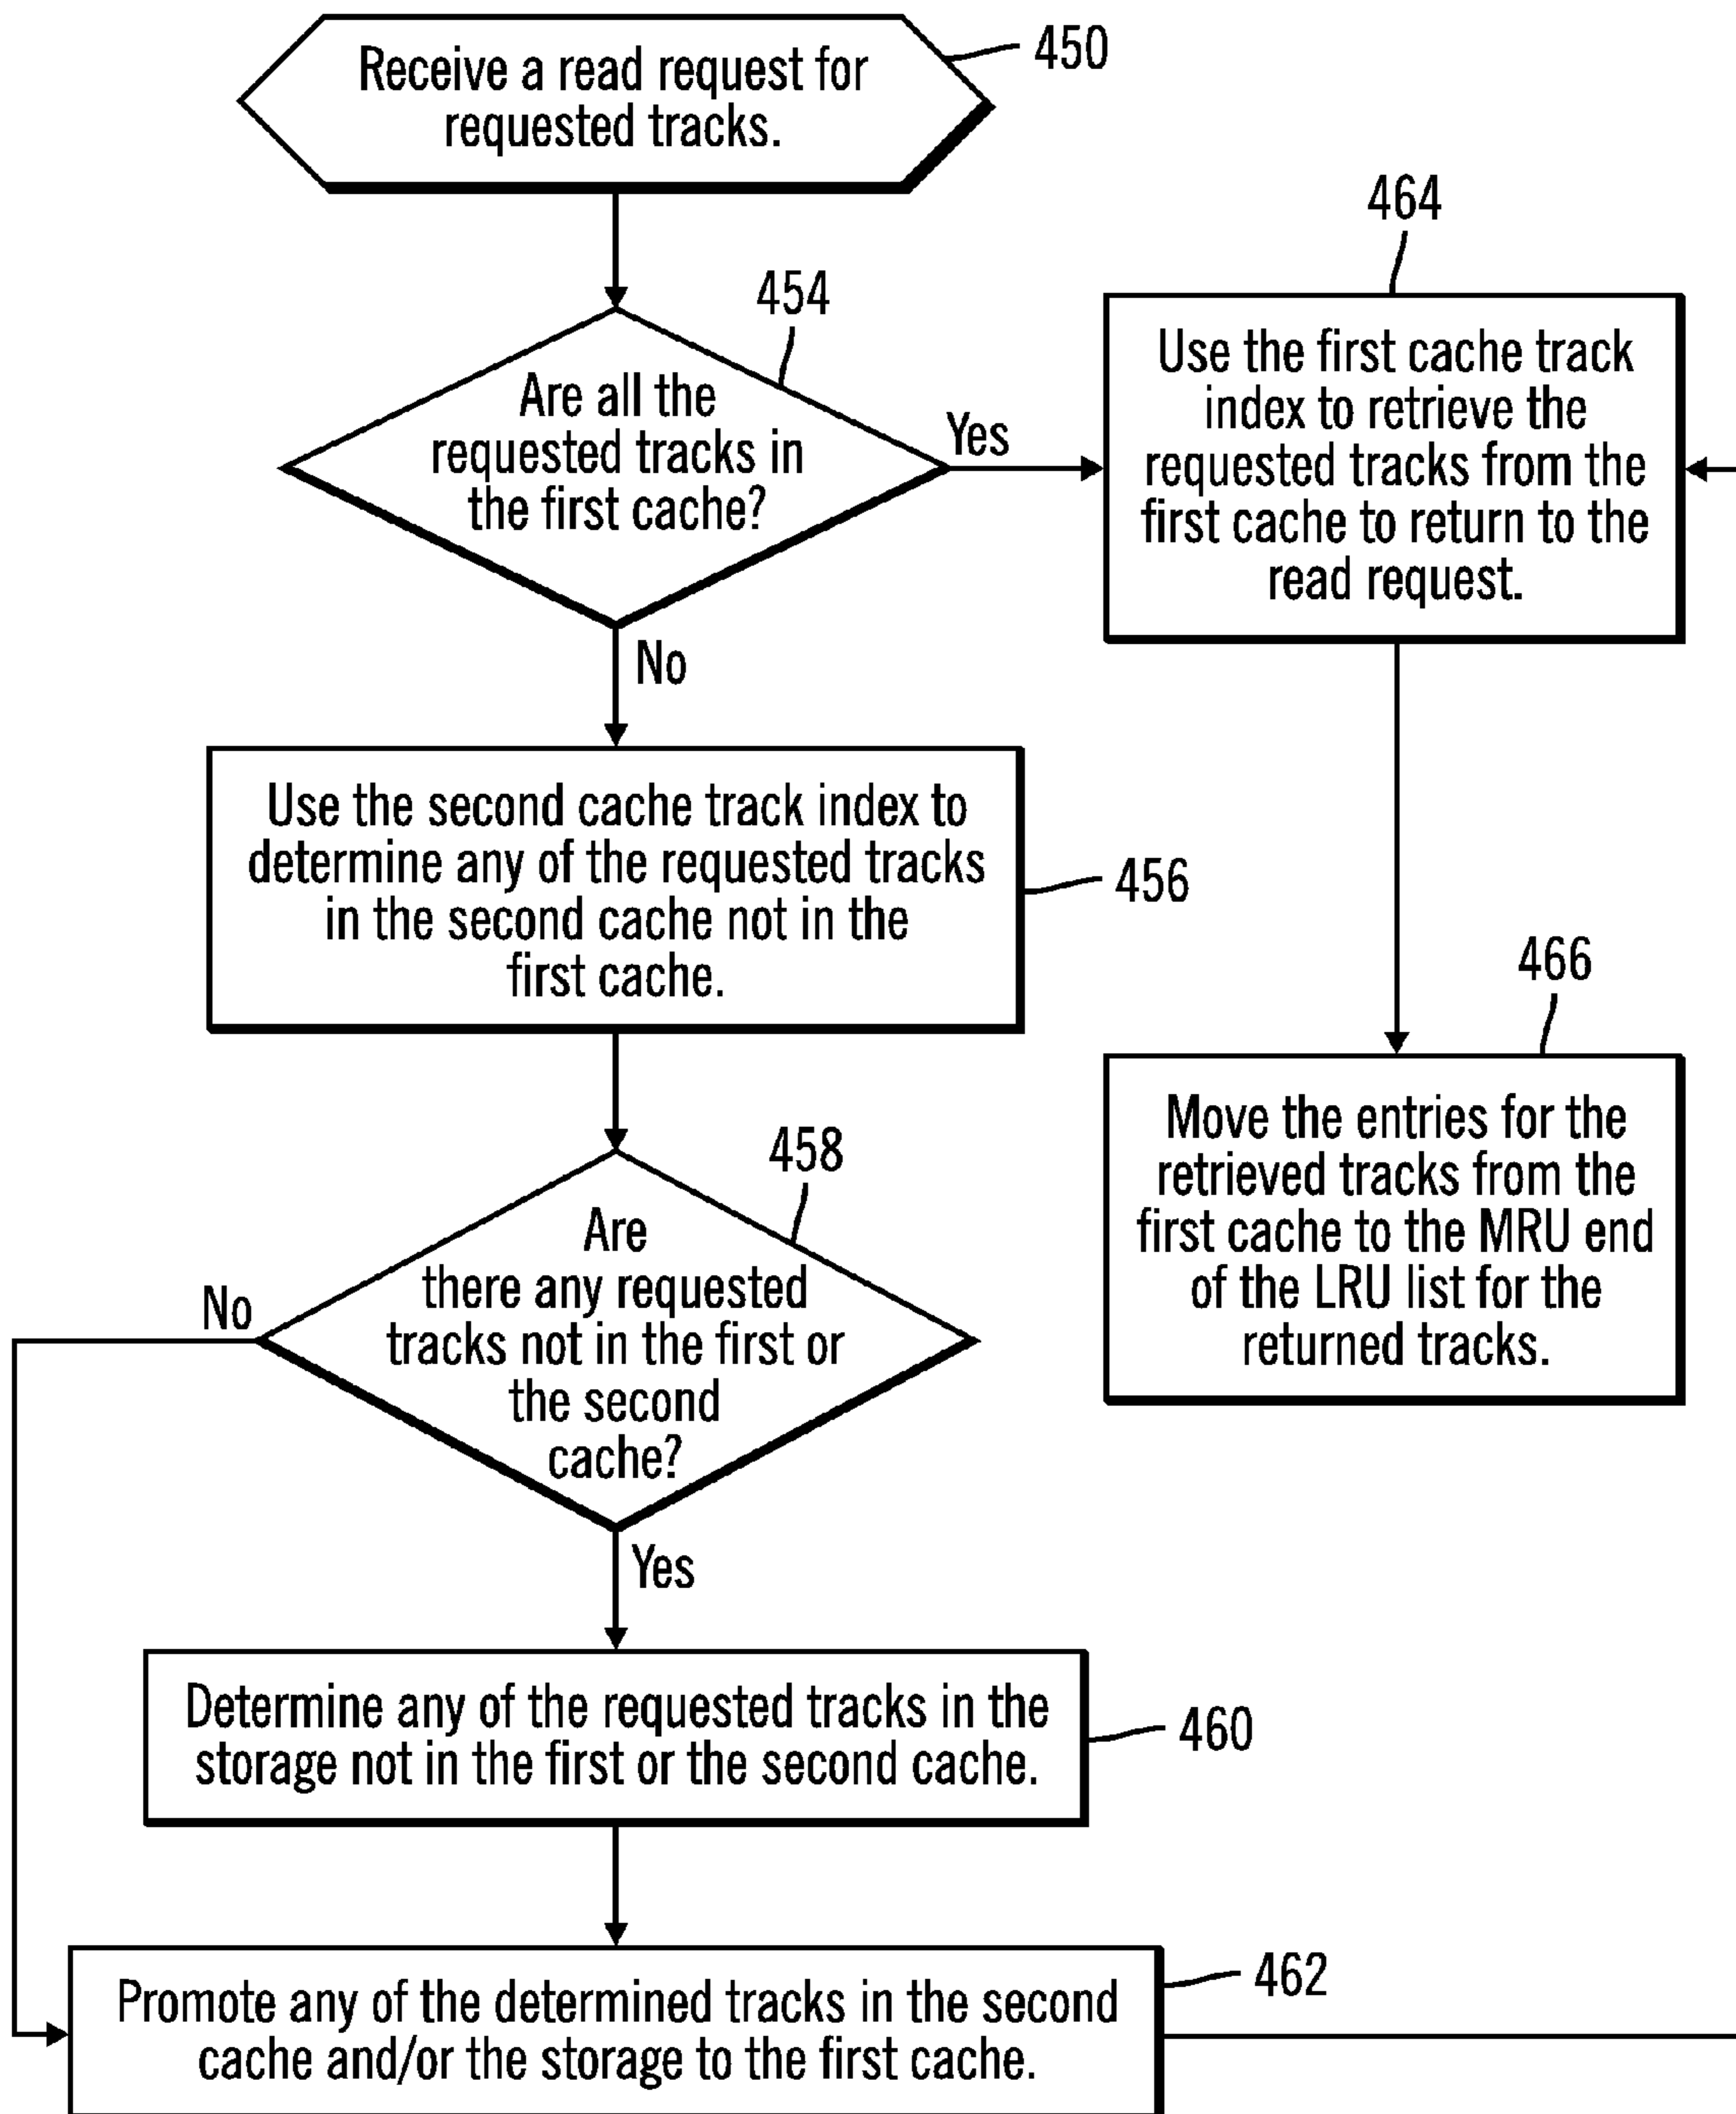 Receive a read request for
requested tracks.
450
454
Are all the
requested tracks in
the first cache?
Yes
No
464
Use the first cache track
index to retrieve the
requested tracks from the
first cache to return to the
read request.
Use the second cache track index to
determine any of the requested tracks
in the second cache not in the
first cache.
456
466
Move the entries for the
retrieved tracks from the
first cache to the MRU end
of the LRU list for the
returned tracks.
458
Are
there any requested
tracks not in the first or
the second
cache?
No
Yes
Determine any of the requested tracks in the
storage not in the first or the second cache.
460
Promote any of the determined tracks in the second
cache and/or the storage to the first cache.
462